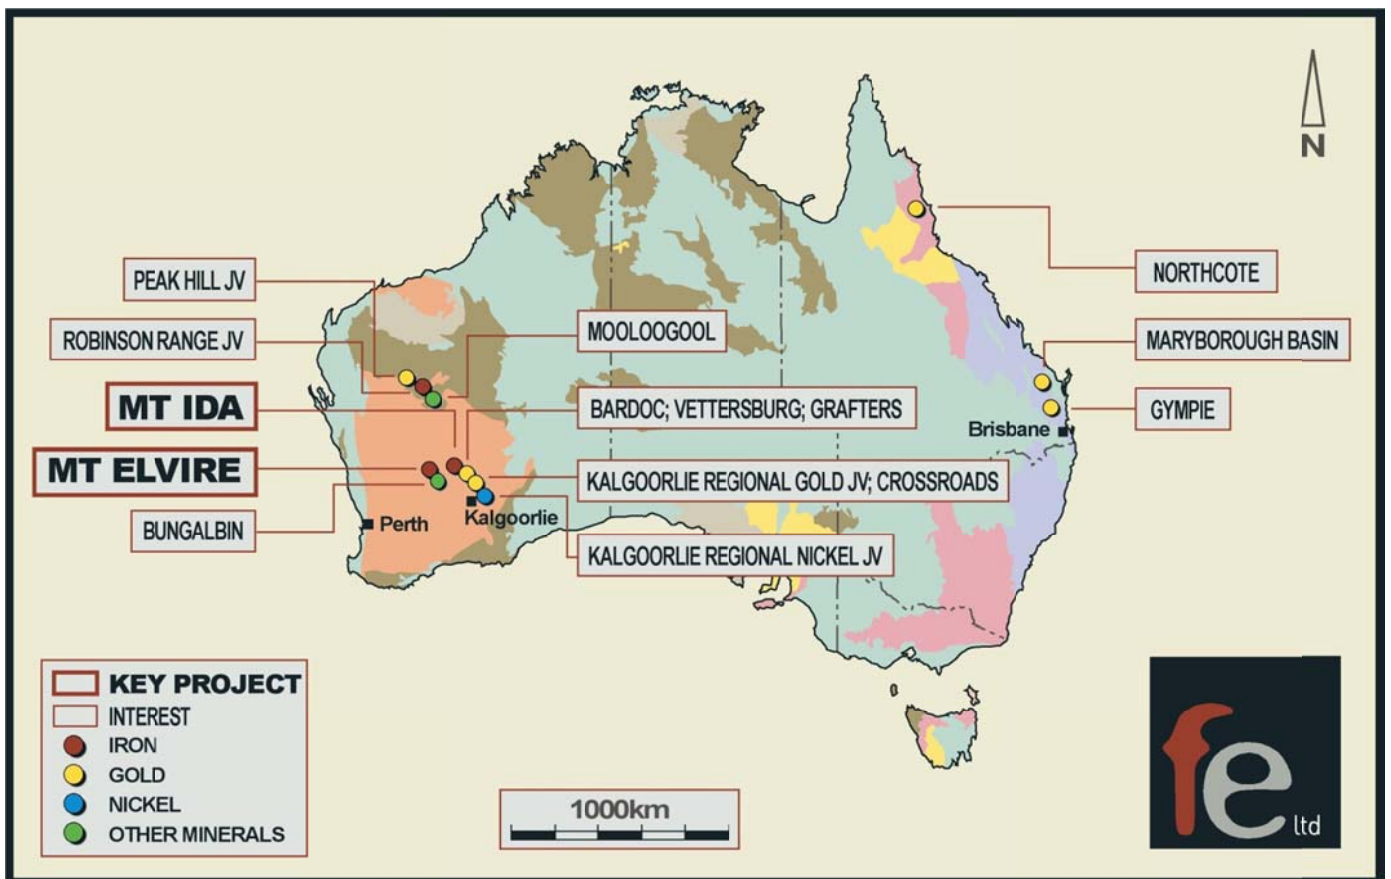 N
PEAK HILL JV
ROBINSON RANGE JV
MT IDA
MT ELVIRE
BUNGALBIN
MOOLOOGOOL
BARDOC; VETTERSBURG; GRAFTERS
KALGOORLIE REGIONAL GOLD JV; CROSSROADS
KALGOORLIE REGIONAL NICKEL JV
Perth
Kalgoorlie
NORTHCOTE
MARYBOROUGH BASIN
GYMPIE
Brisbane
KEY PROJECT
INTEREST
IRON
GOLD
NICKEL
OTHER MINERALS
1000km
fe ltd